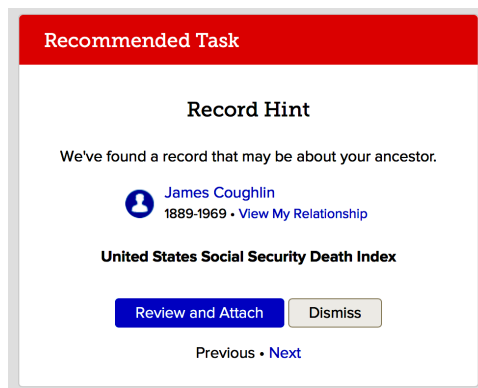 Recommended Task
Record Hint
We've found a record that may be about your ancestor.
James Coughlin
1889-1969 • View My Relationship
United States Social Security Death Index
Review and Attach Dismiss
Previous • Next